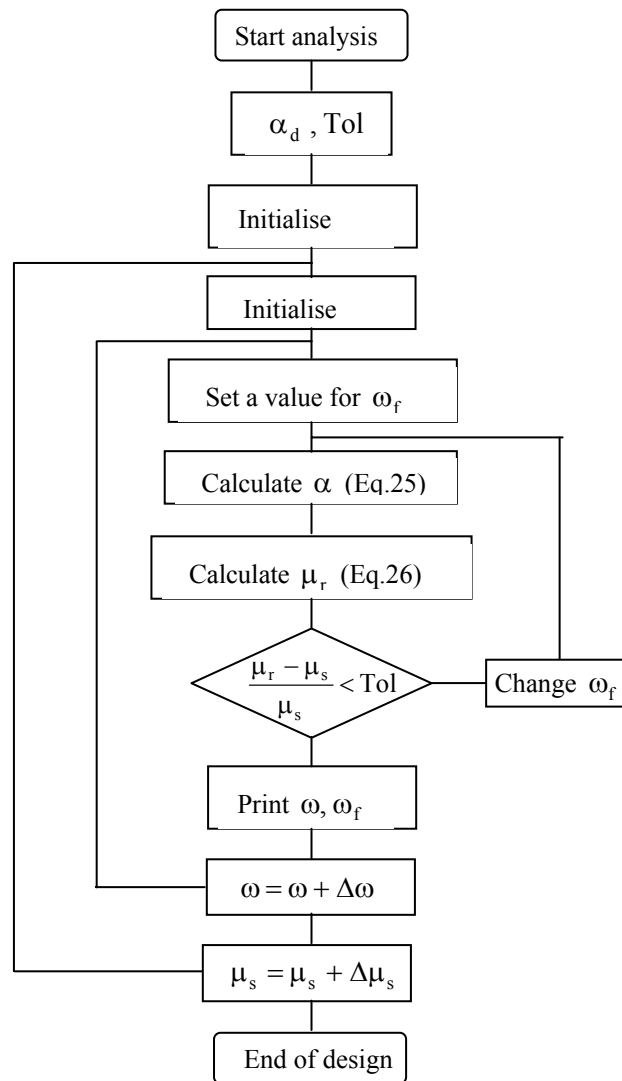 Start analysis
α_d , Tol
Initialise
Initialise
Set a value for ω_f
Calculate α (Eq.25)
Calculate μ_r (Eq.26)
(μ_r − μ_s)/μ_s < Tol
Change ω_f
Print ω, ω_f
ω = ω + Δω
μ_s = μ_s + Δμ_s
End of design